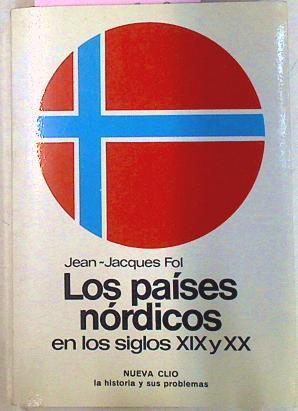 Jean-Jacques Fol
Los países
nórdicos
en los siglos XIX y XX
NUEVA CLIO
la historia y sus problemas